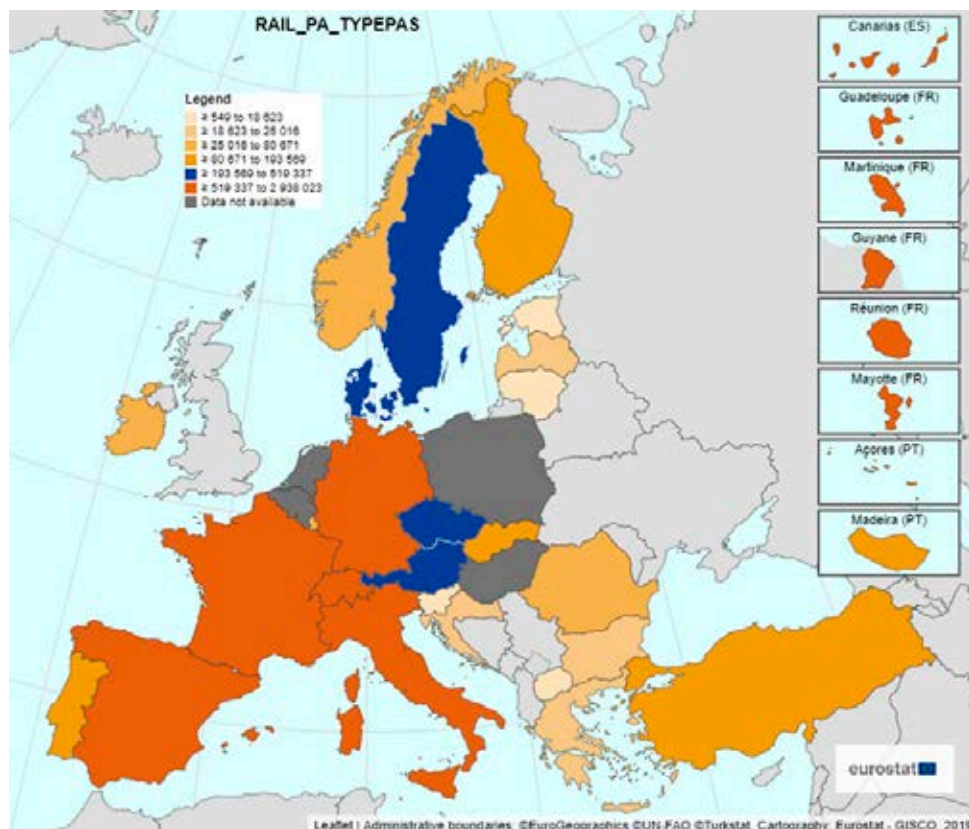 RAIL_PA_TYPEPAS
Legend
≥ 549 to 18 623
≥ 18 623 to 26 016
≥ 26 016 to 80 671
≥ 80 671 to 193 569
≥ 193 569 to 519 337
≥ 519 337 to 2 938 023
Data not available
Canarias (ES)
Guadeloupe (FR)
Martinique (FR)
Guyane (FR)
Réunion (FR)
Mayotte (FR)
Açores (PT)
Madeira (PT)
eurostat
Leaflet | Administrative boundaries: ©EuroGeographics ©UN-FAO ©Turkstat, Cartography: Eurostat - GISCO, 2019